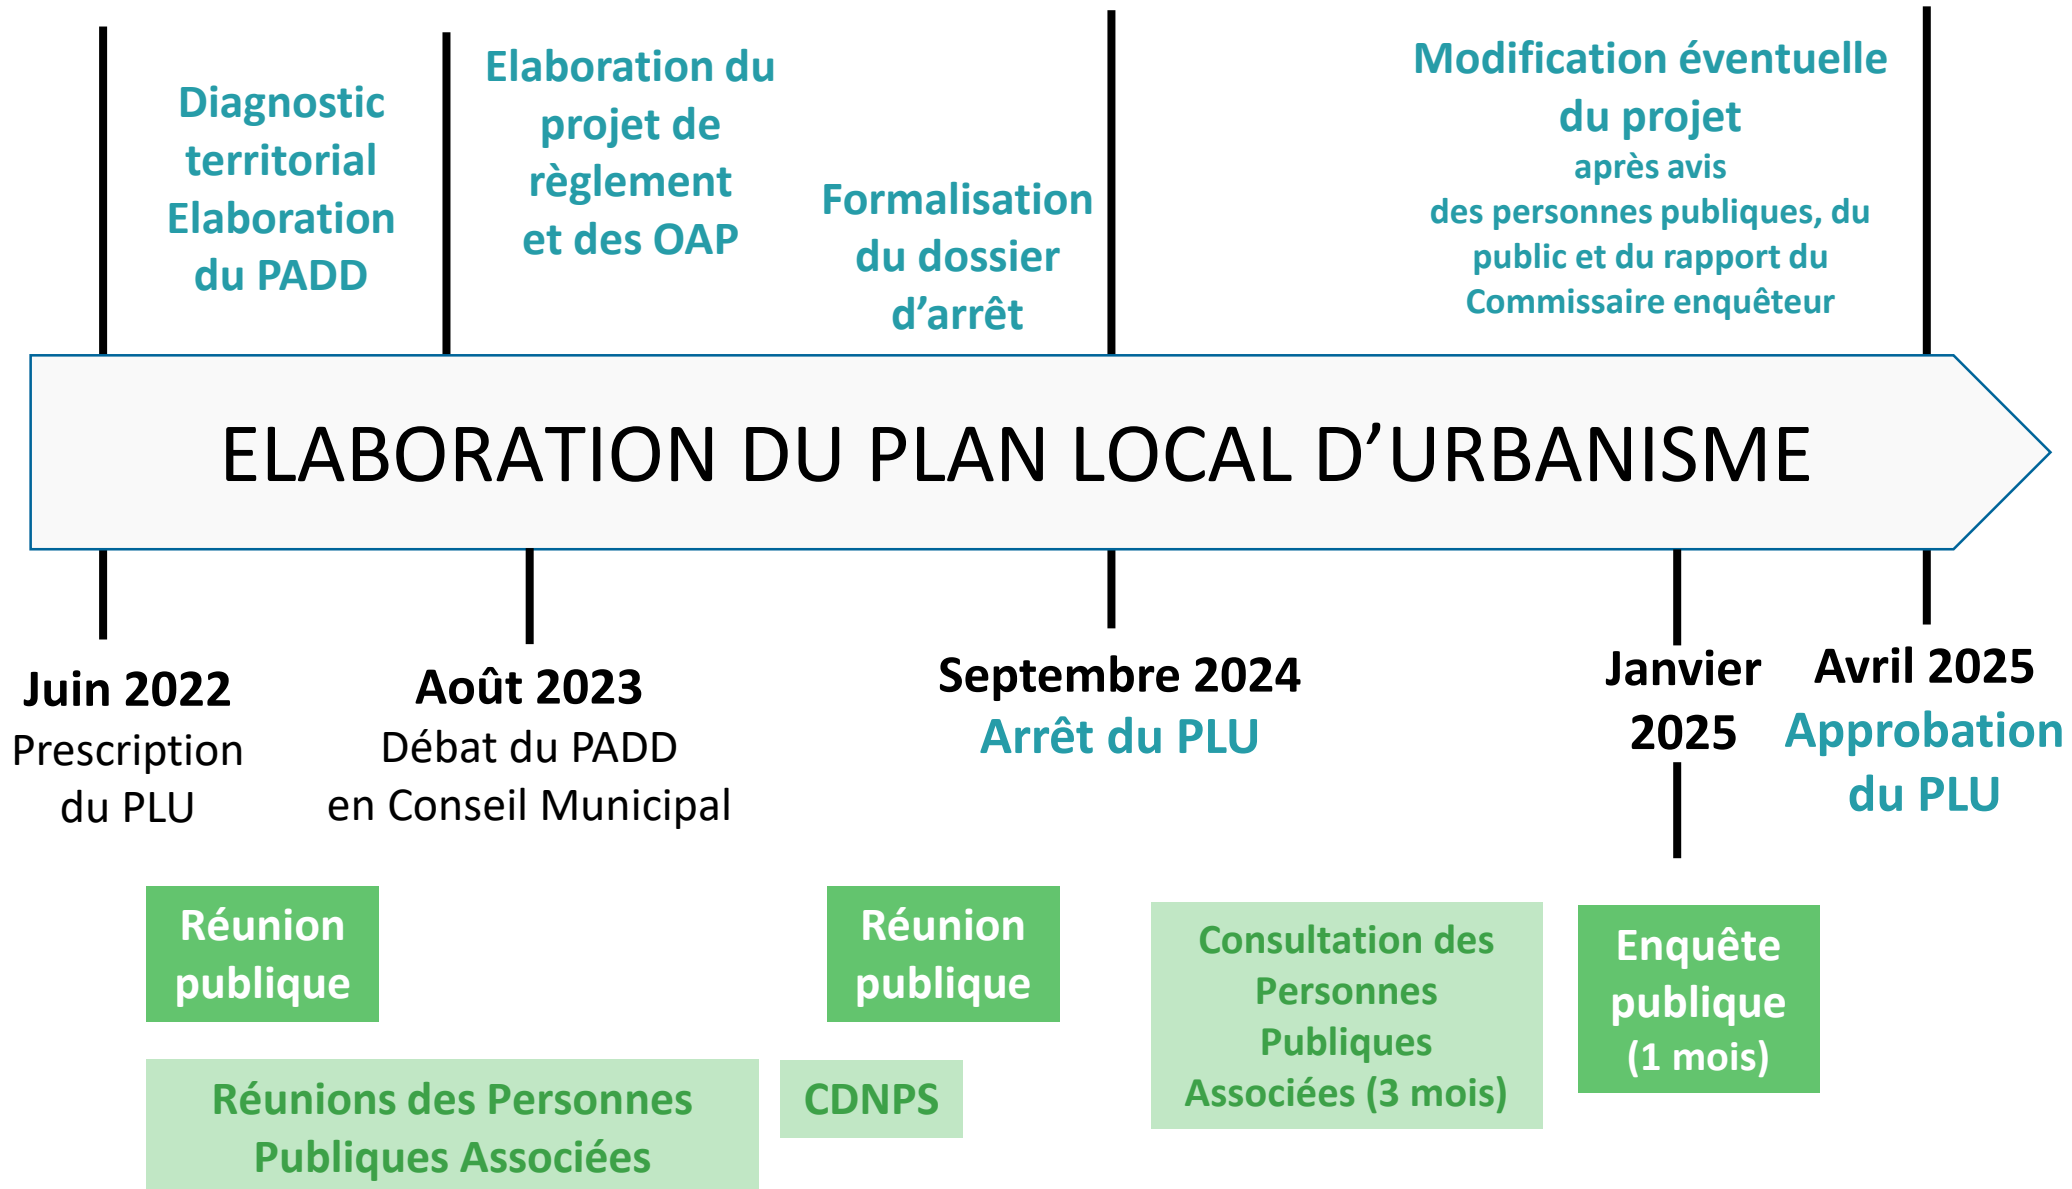 Diagnostic
territorial
Elaboration
du PADD
Elaboration du
projet de
règlement
et des OAP
Formalisation
du dossier
d’arrêt
Modification éventuelle
du projet
après avis
des personnes publiques, du
public et du rapport du
Commissaire enquêteur
ELABORATION DU PLAN LOCAL D’URBANISME
Juin 2022
Prescription
du PLU
Août 2023
Débat du PADD
en Conseil Municipal
Septembre 2024
Arrêt du PLU
Janvier
2025
Avril 2025
Approbation
du PLU
Réunion
publique
Réunion
publique
Consultation des
Personnes
Publiques
Associées (3 mois)
Enquête
publique
(1 mois)
Réunions des Personnes
Publiques Associées
CDNPS